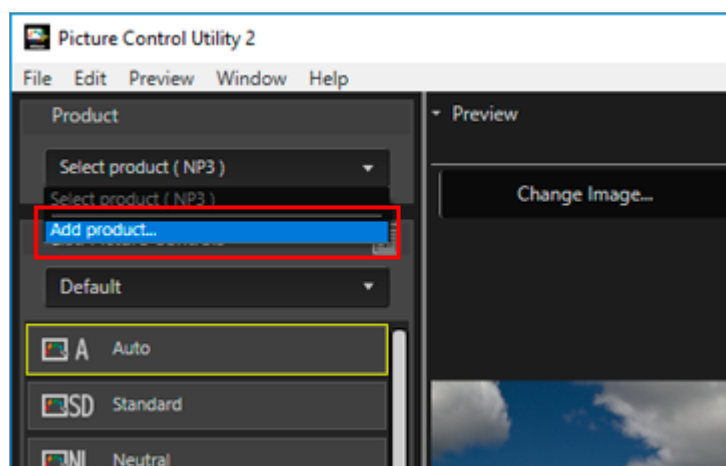 Picture Control Utility 2
File Edit Preview Window Help
Product
Preview
Select product ( NP3 )
Select product ( NP3 )
Change Image...
Add product...
Default
A Auto
SD Standard
NL Neutral